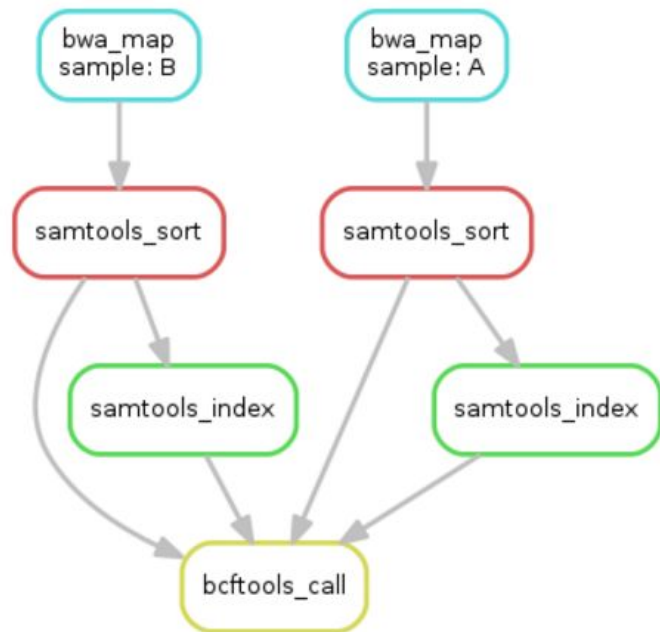 bwa_map
sample: B
bwa_map
sample: A
samtools_sort
samtools_sort
samtools_index
samtools_index
bcftools_call